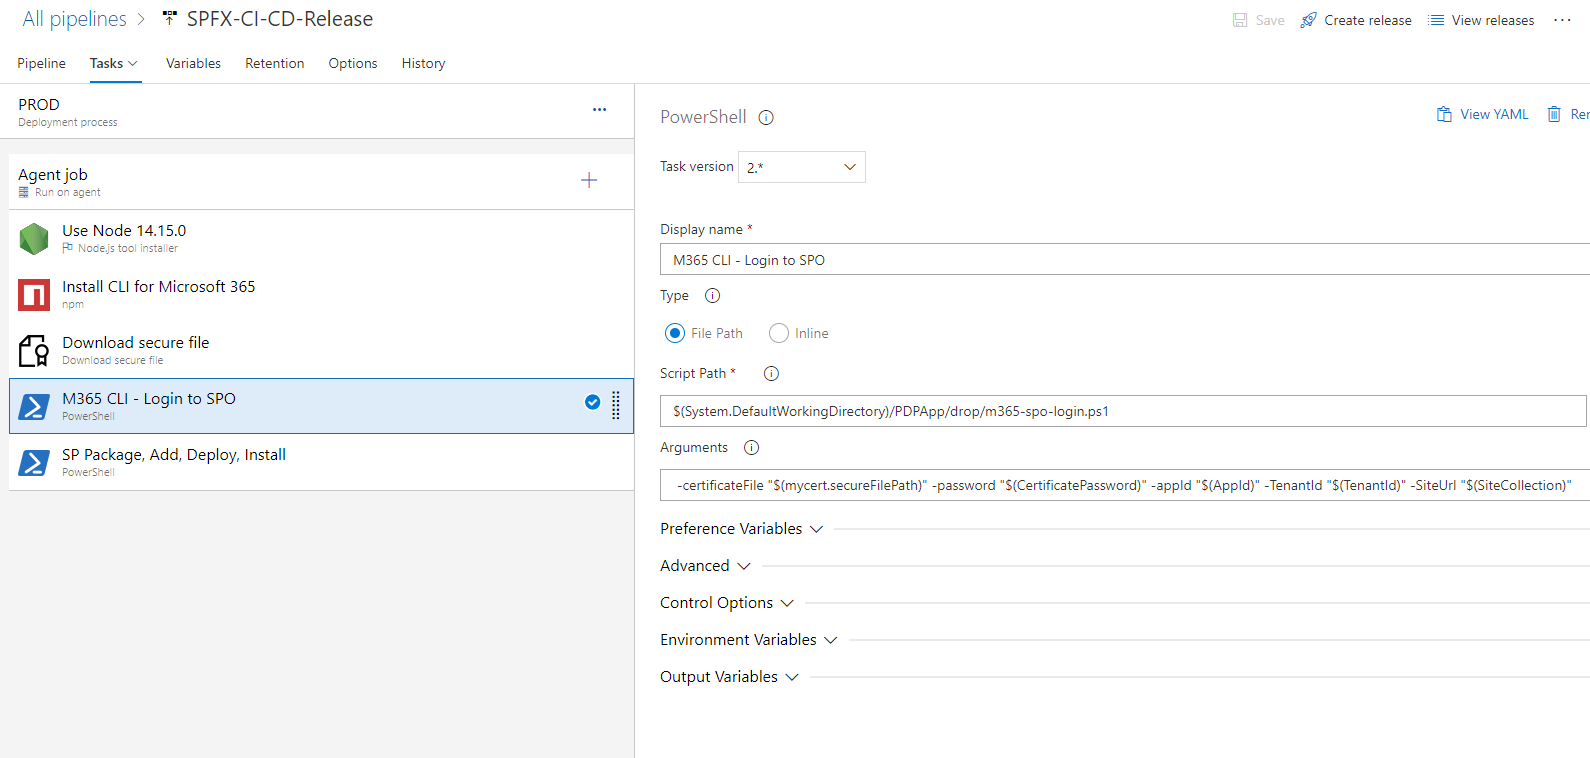 All pipelines > SPFX-CI-CD-Release
Save Create release View releases ...
Pipeline Tasks Variables Retention Options History
PROD
Deployment process
Agent job
Run on agent
Use Node 14.15.0
Node.js tool installer
Install CLI for Microsoft 365
npm
Download secure file
Download secure file
M365 CLI - Login to SPO
PowerShell
SP Package, Add, Deploy, Install
PowerShell
PowerShell
View YAML
Task version 2.*
Display name *
M365 CLI - Login to SPO
Type
File Path Inline
Script Path *
$(System.DefaultWorkingDirectory)/PDPApp/drop/m365-spo-login.ps1
Arguments
-certificateFile "$(mycert.secureFilePath)" -password "$(CertificatePassword)" -appId "$(AppId)" -TenantId "$(TenantId)" -SiteUrl "$(SiteCollection)"
Preference Variables
Advanced
Control Options
Environment Variables
Output Variables